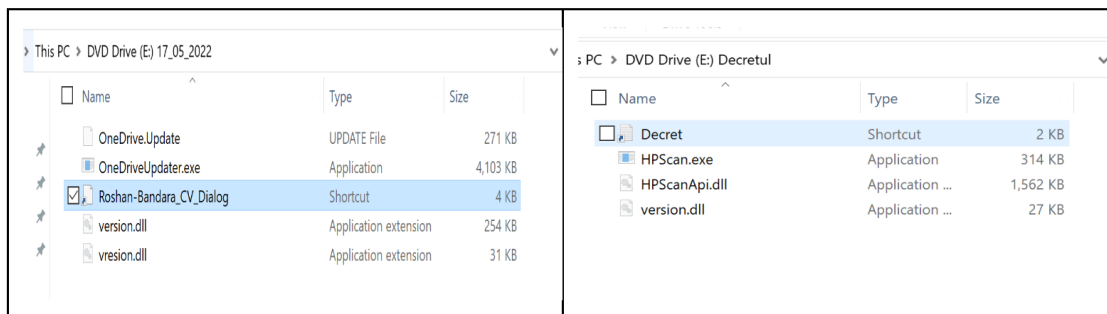 This PC > DVD Drive (E:) 17_05_2022
Name Type Size
OneDrive.Update UPDATE File 271 KB
OneDriveUpdater.exe Application 4,103 KB
Roshan-Bandara_CV_Dialog Shortcut 4 KB
version.dll Application extension 254 KB
vresion.dll Application extension 31 KB
s PC > DVD Drive (E:) Decretul
Name Type Size
Decret Shortcut 2 KB
HPScan.exe Application 314 KB
HPScanApi.dll Application ... 1,562 KB
version.dll Application ... 27 KB